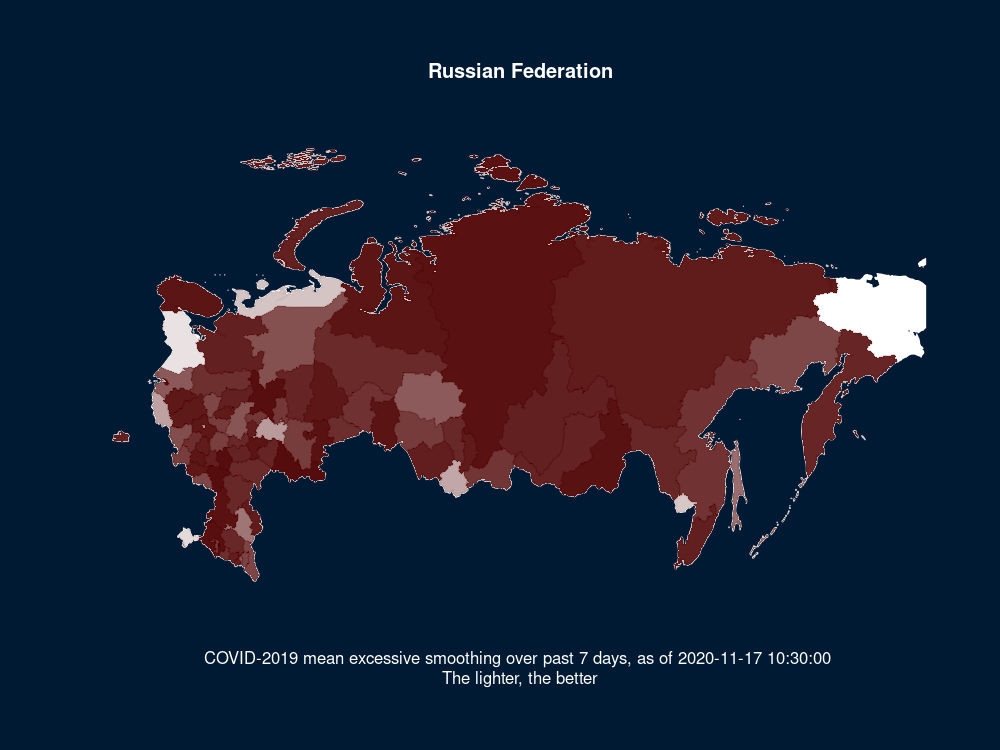 Russian Federation
COVID-2019 mean excessive smoothing over past 7 days, as of 2020-11-17 10:30:00
The lighter, the better